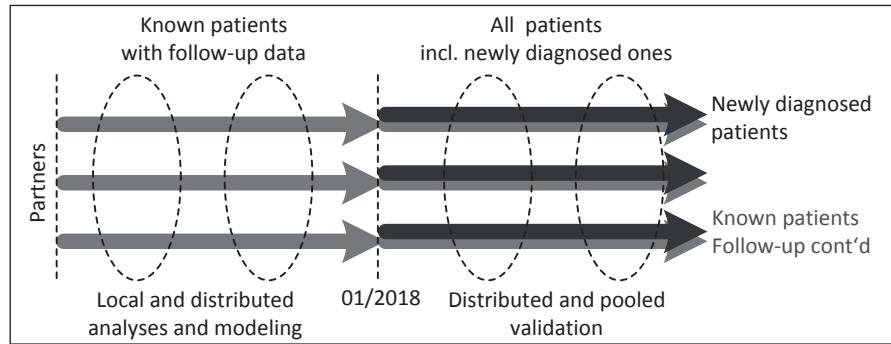 Known patients
with follow-up data
All patients
incl. newly diagnosed ones
Partners
Newly diagnosed
patients
Known patients
Follow-up cont'd
Local and distributed
analyses and modeling
01/2018
Distributed and pooled
validation